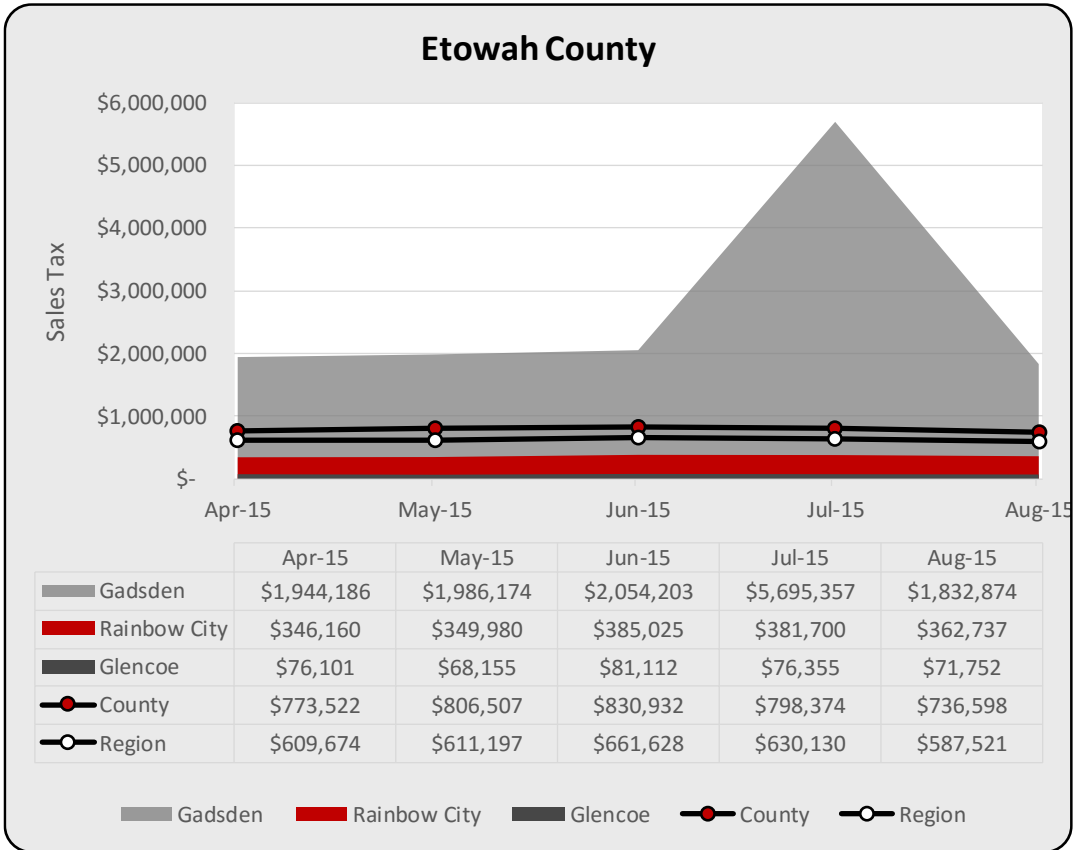 Etowah County
$6,000,000
$5,000,000
$4,000,000
$3,000,000
$2,000,000
$1,000,000
$-
Sales Tax
Apr-15 May-15 Jun-15 Jul-15 Aug-15
Apr-15 May-15 Jun-15 Jul-15 Aug-15
Gadsden $1,944,186 $1,986,174 $2,054,203 $5,695,357 $1,832,874
Rainbow City $346,160 $349,980 $385,025 $381,700 $362,737
Glencoe $76,101 $68,155 $81,112 $76,355 $71,752
County $773,522 $806,507 $830,932 $798,374 $736,598
Region $609,674 $611,197 $661,628 $630,130 $587,521
Gadsden Rainbow City Glencoe County Region